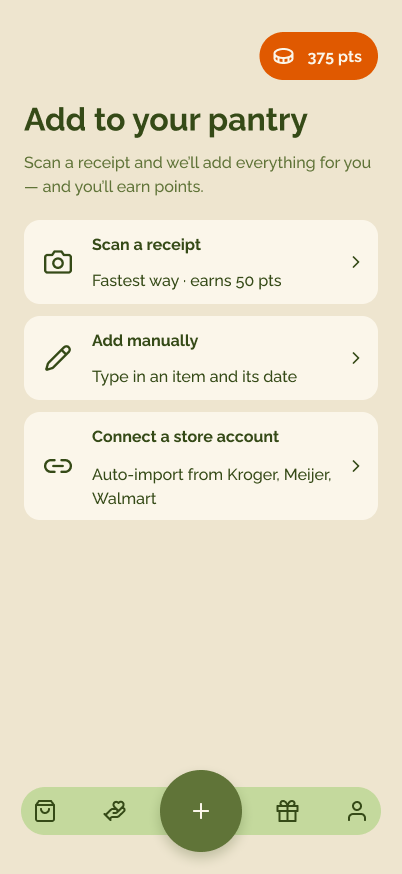 375 pts
Add to your pantry
Scan a receipt and we’ll add everything for you
— and you’ll earn points.
Scan a receipt
Fastest way · earns 50 pts
Add manually
Type in an item and its date
Connect a store account
Auto-import from Kroger, Meijer,
Walmart